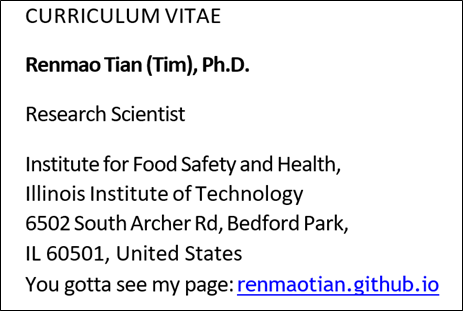 CURRICULUM VITAE
Renmao Tian (Tim), Ph.D.
Research Scientist
Institute for Food Safety and Health,
Illinois Institute of Technology
6502 South Archer Rd, Bedford Park,
IL 60501, United States
You gotta see my page: renmaotian.github.io